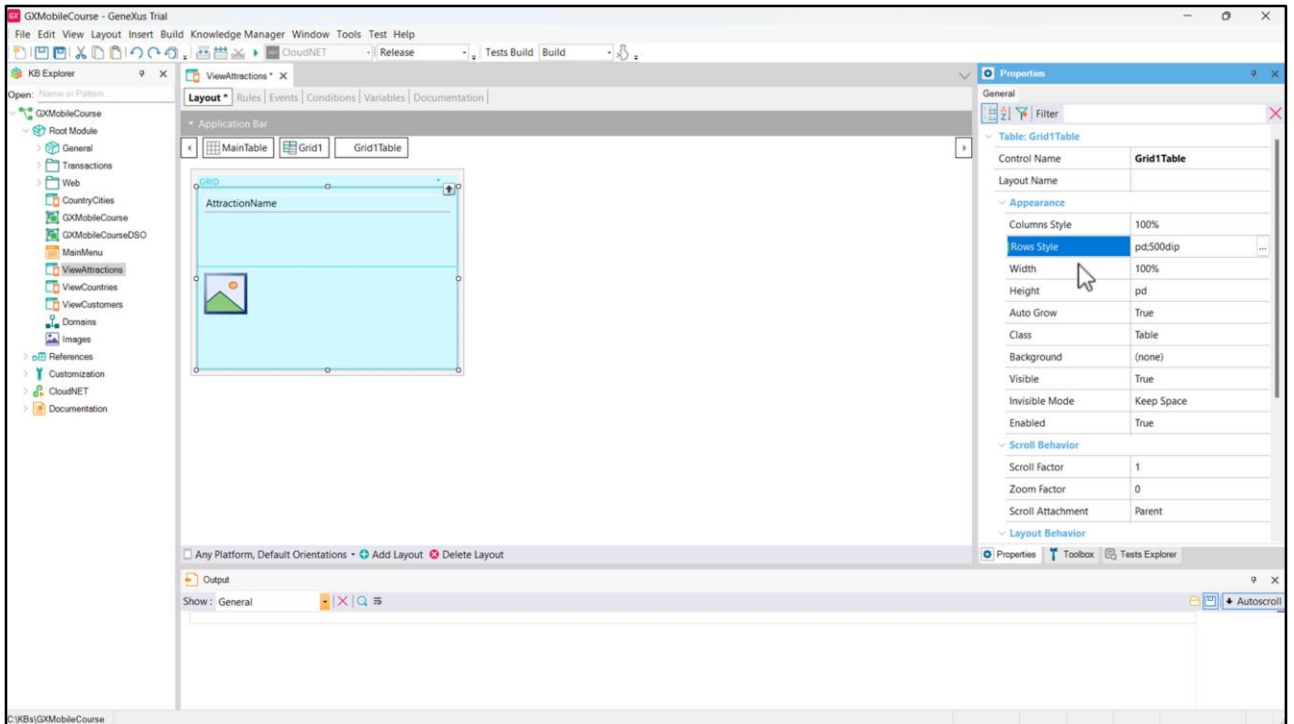 GX GXMobileCourse - GeneXus Trial
File Edit View Layout Insert Build Knowledge Manager Window Tools Test Help
CloudNET Release Tests Build Build
KB Explorer
Open: Name or Pattern...
GXMobileCourse
Root Module
General
Transactions
Web
CountryCities
GXMobileCourse
GXMobileCourseDSO
MainMenu
ViewAttractions
ViewCountries
ViewCustomers
Domains
Images
References
Customization
CloudNET
Documentation
ViewAttractions *
Layout * Rules Events Conditions Variables Documentation
Application Bar
MainTable Grid1 Grid1Table
GRID
AttractionName
Any Platform, Default Orientations Add Layout Delete Layout
Output
Show: General
Autoscroll
Properties
General
Filter
Table: Grid1Table
Control Name Grid1Table
Layout Name
Appearance
Columns Style 100%
Rows Style pd;500dip ...
Width 100%
Height pd
Auto Grow True
Class Table
Background (none)
Visible True
Invisible Mode Keep Space
Enabled True
Scroll Behavior
Scroll Factor 1
Zoom Factor 0
Scroll Attachment Parent
Layout Behavior
Properties Toolbox Tests Explorer
C:\KBs\GXMobileCourse